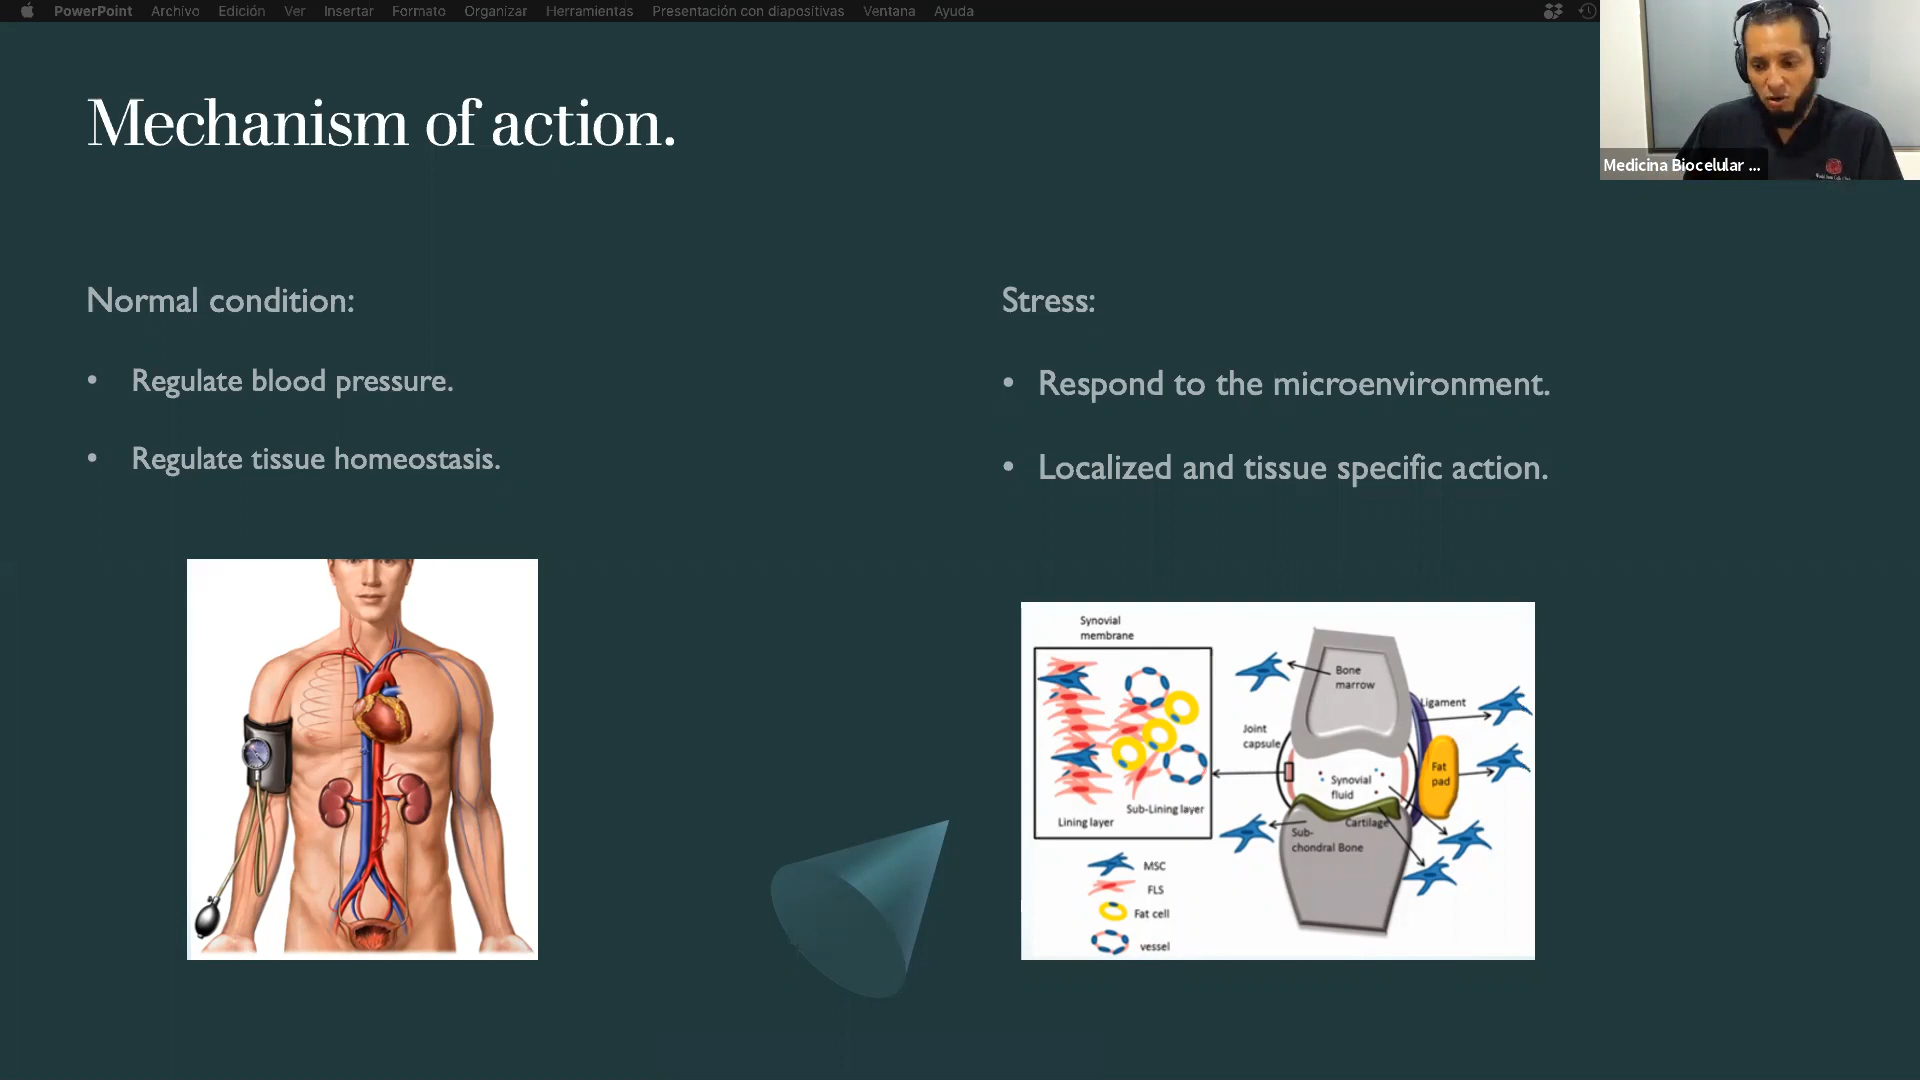 PowerPoint Archivo Edición Ver Insertar Formato Organizar Herramientas Presentación con diapositivas Ventana Ayuda
Medicina Biocelular ...
Mechanism of action.
Normal condition:
• Regulate blood pressure.
• Regulate tissue homeostasis.
Stress:
• Respond to the microenvironment.
• Localized and tissue specific action.
Synovial
membrane
Lining layer
Sub-Lining layer
MSC
FLS
Fat cell
vessel
Bone
marrow
Ligament
Joint
capsule
Fat
pad
Synovial
fluid
Cartilage
Sub-
chondral Bone